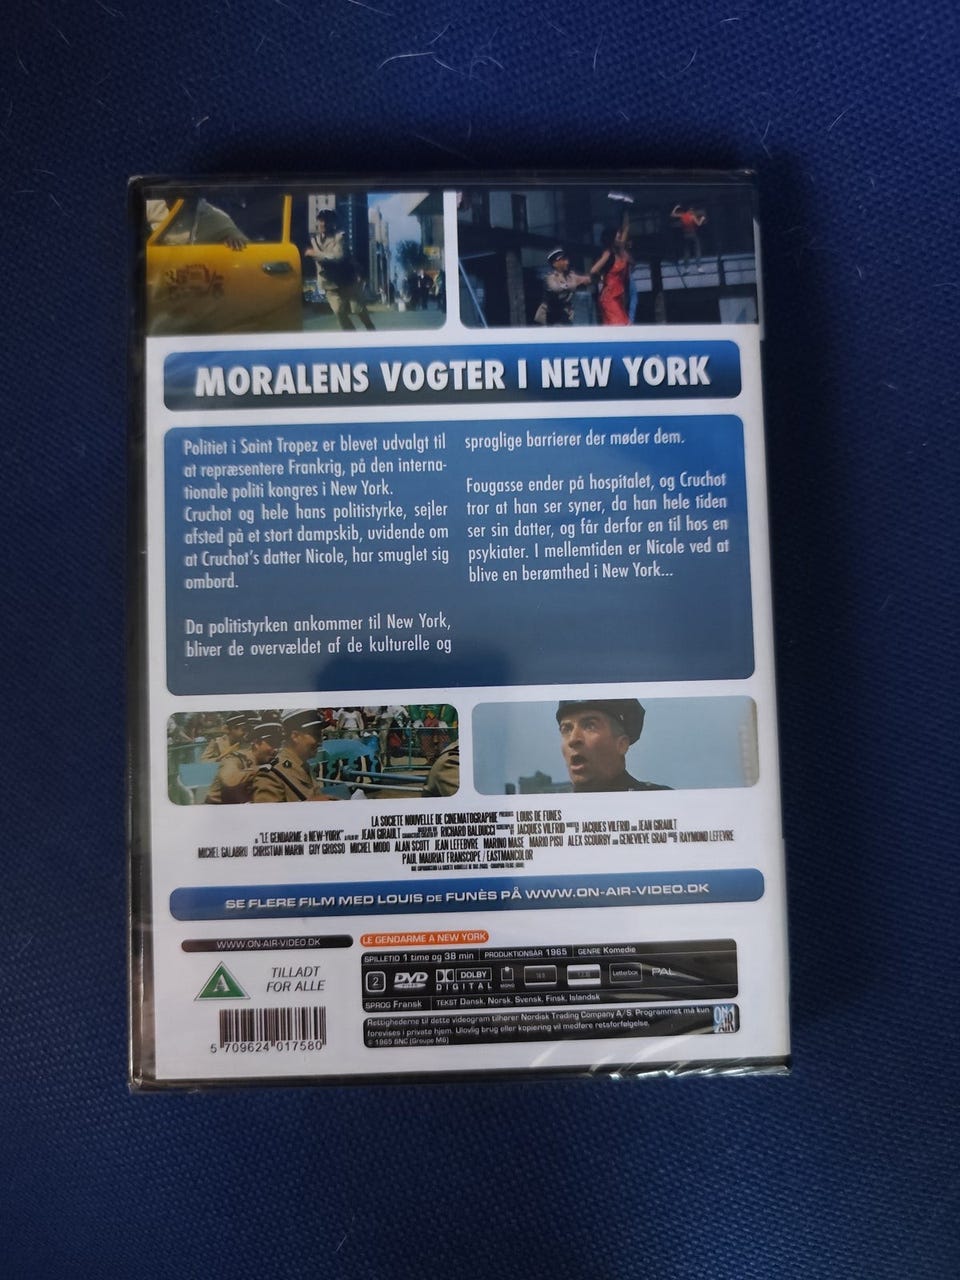 MORALENS VOGTER I NEW YORK
Politiet i Saint Tropez er blevet udvalgt til
at repræsentere Frankrig, på den interna-
tionale politi kongres i New York.
Cruchot og hele hans politistyrke, sejler
afsted på et stort dampskib, uvidende om
at Cruchot's datter Nicole, har smuglet sig
ombord.
Da politistyrken ankommer til New York,
bliver de overvældet af de kulturelle og
sproglige barrierer der møder dem.
Fougasse ender på hospitalet, og Cruchot
tror at han ser syner, da han hele tiden
ser sin datter, og får derfor en til hos en
psykiater. I mellemtiden er Nicole ved at
blive en berømthed i New York...
LA SOCIETE NOUVELLE DE CINEMATOGRAPHIE PRESENTS LOUIS DE FUNES
"LE GENDARME a NEW-YORK" A FILM BY JEAN GIRAULT RICHARD BALDUCCI JACQUES VILFRID JACQUES VILFRID AND JEAN GIRAULT
MICHEL GALABRU CHRISTIAN MARIN GUY GROSSO MICHEL MODO ALAN SCOTT JEAN LEFEBVRE MARINO MASE MARIO PISU ALEX SCOURBY AND GENEVIEVE GRAD RAYMOND LEFEVRE
PAUL MAURIAT FRANSCOPE / EASTMANCOLOR
SE FLERE FILM MED LOUIS DE FUNÈS PÅ WWW.ON-AIR-VIDEO.DK
WWW.ON-AIR-VIDEO.DK
A
TILLADT
FOR ALLE
5 709624 017580
LE GENDARME A NEW YORK
SPILLETID 1 time og 38 min PRODUKTIONSÅR 1965 GENRE Komedie
2 DVD VIDEO DOLBY DIGITAL MONO 16:9 Letterbox PAL
SPROG Fransk TEKST Dansk, Norsk, Svensk, Finsk, Islandsk
Rettighederne til dette videogram tilhører Nordisk Trading Company A/S. Programmet må kun
forevises i private hjem. Ulovlig brug eller kopiering vil medføre retsforfølgelse.
© 1965 SNC (Groupe M6)
ON AIR